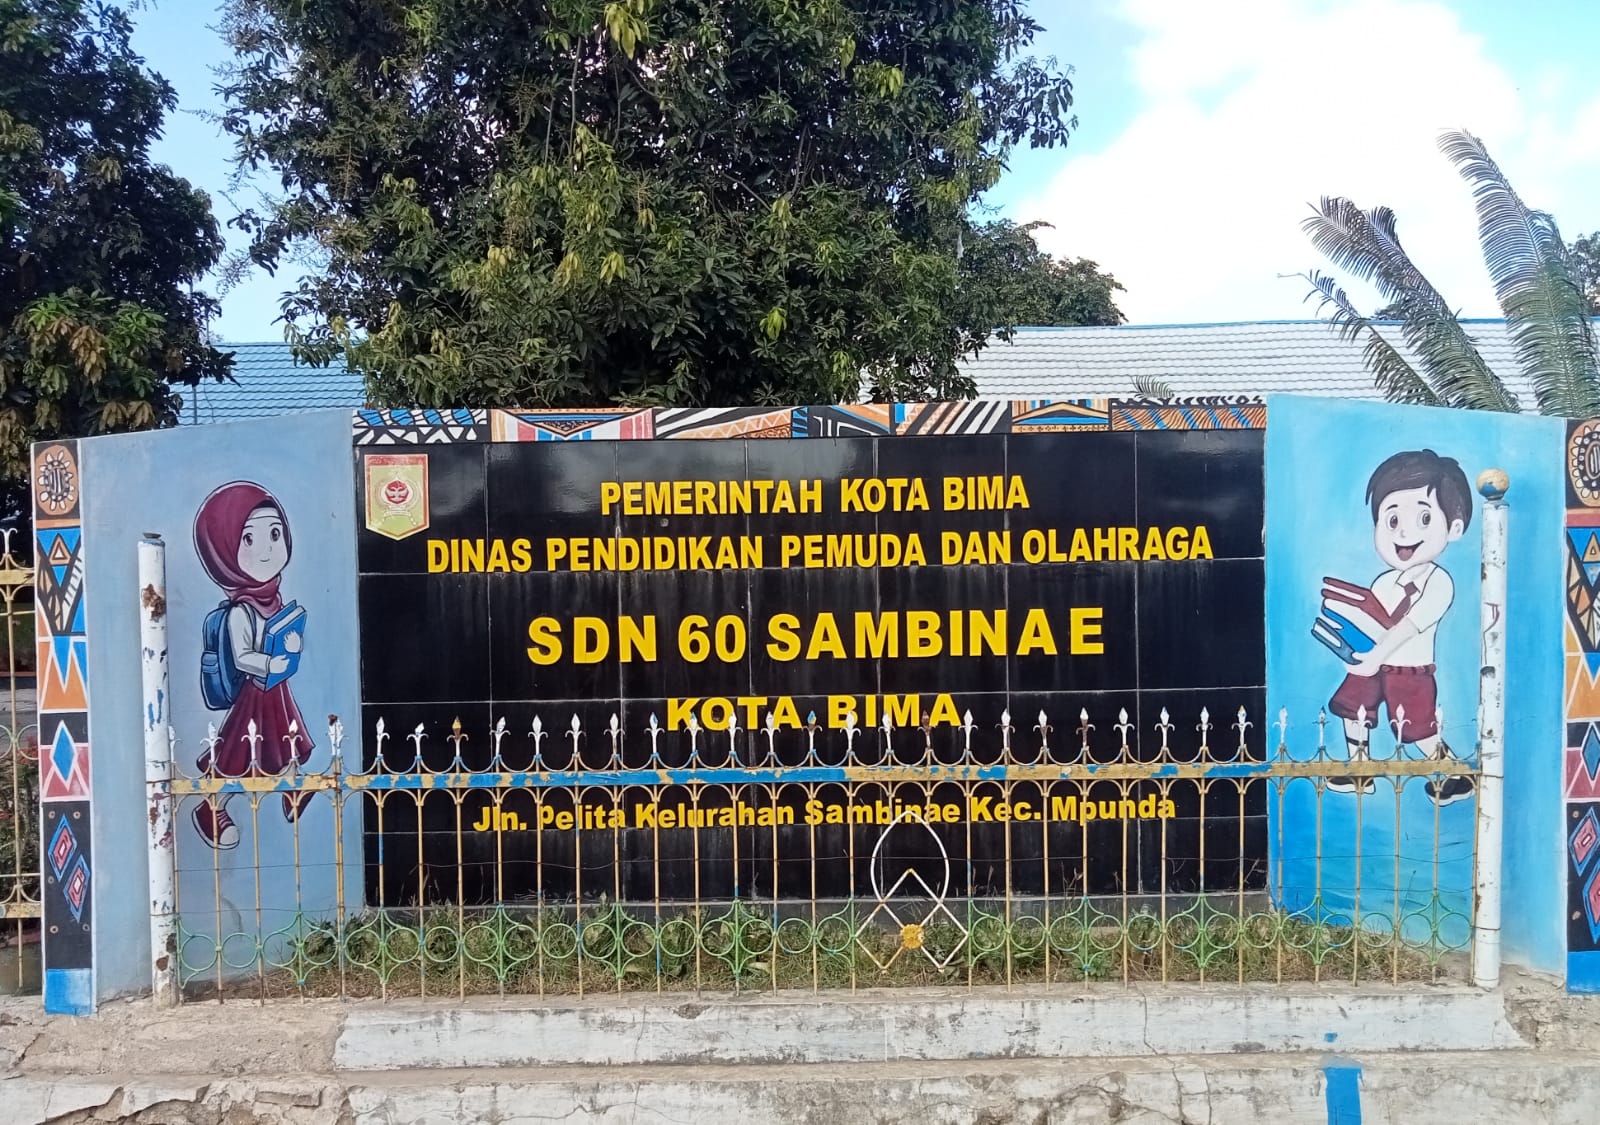 PEMERINTAH KOTA BIMA
DINAS PENDIDIKAN PEMUDA DAN OLAHRAGA
SDN 60 SAMBINAE
KOTA BIMA
Jln. Pelita Kelurahan Sambinae Kec. Mpunda